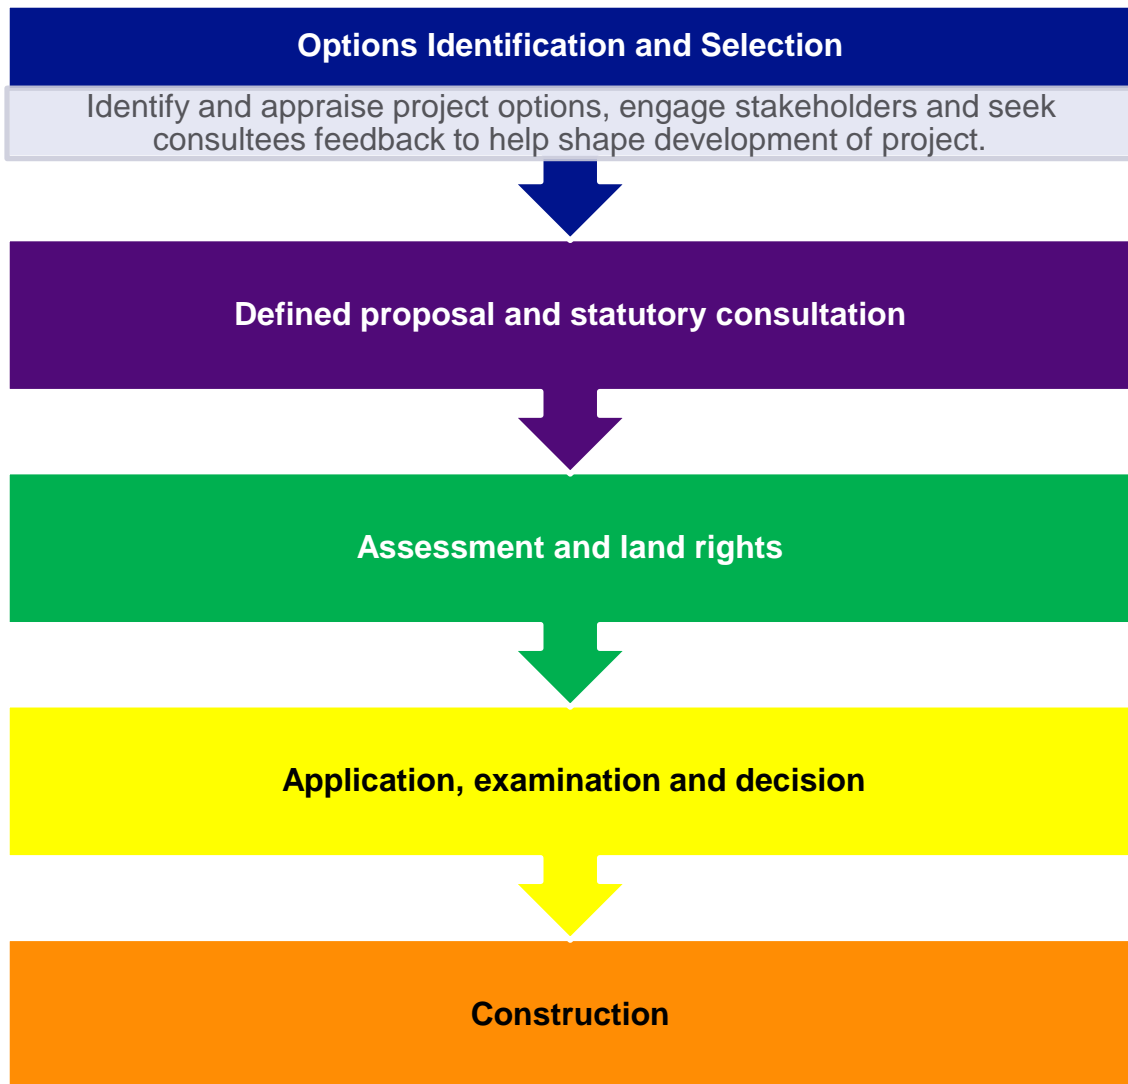 Options Identification and Selection
Identify and appraise project options, engage stakeholders and seek
consultees feedback to help shape development of project.
Defined proposal and statutory consultation
Assessment and land rights
Application, examination and decision
Construction